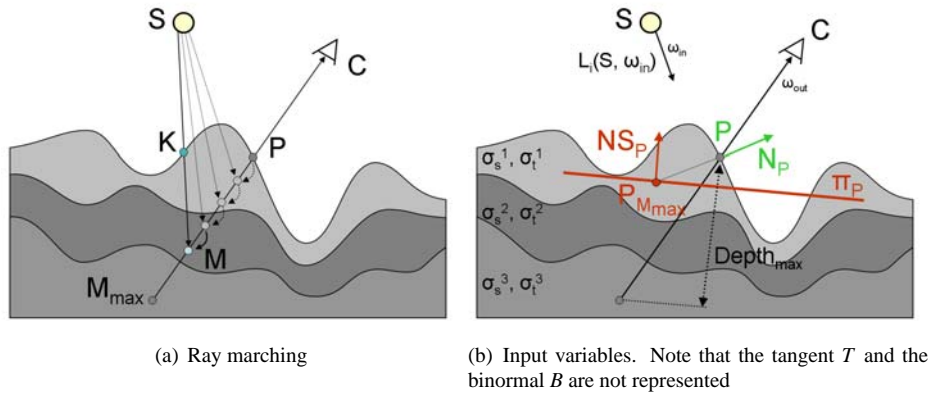 S
C
K
P
M
M_max
(a) Ray marching
S
C
ω_in
L_i(S, ω_in)
ω_out
P
NS_P
N_P
σ_s^1, σ_t^1
π_P
P_M_max
σ_s^2, σ_t^2
Depth_max
σ_s^3, σ_t^3
(b) Input variables. Note that the tangent T and the
binormal B are not represented